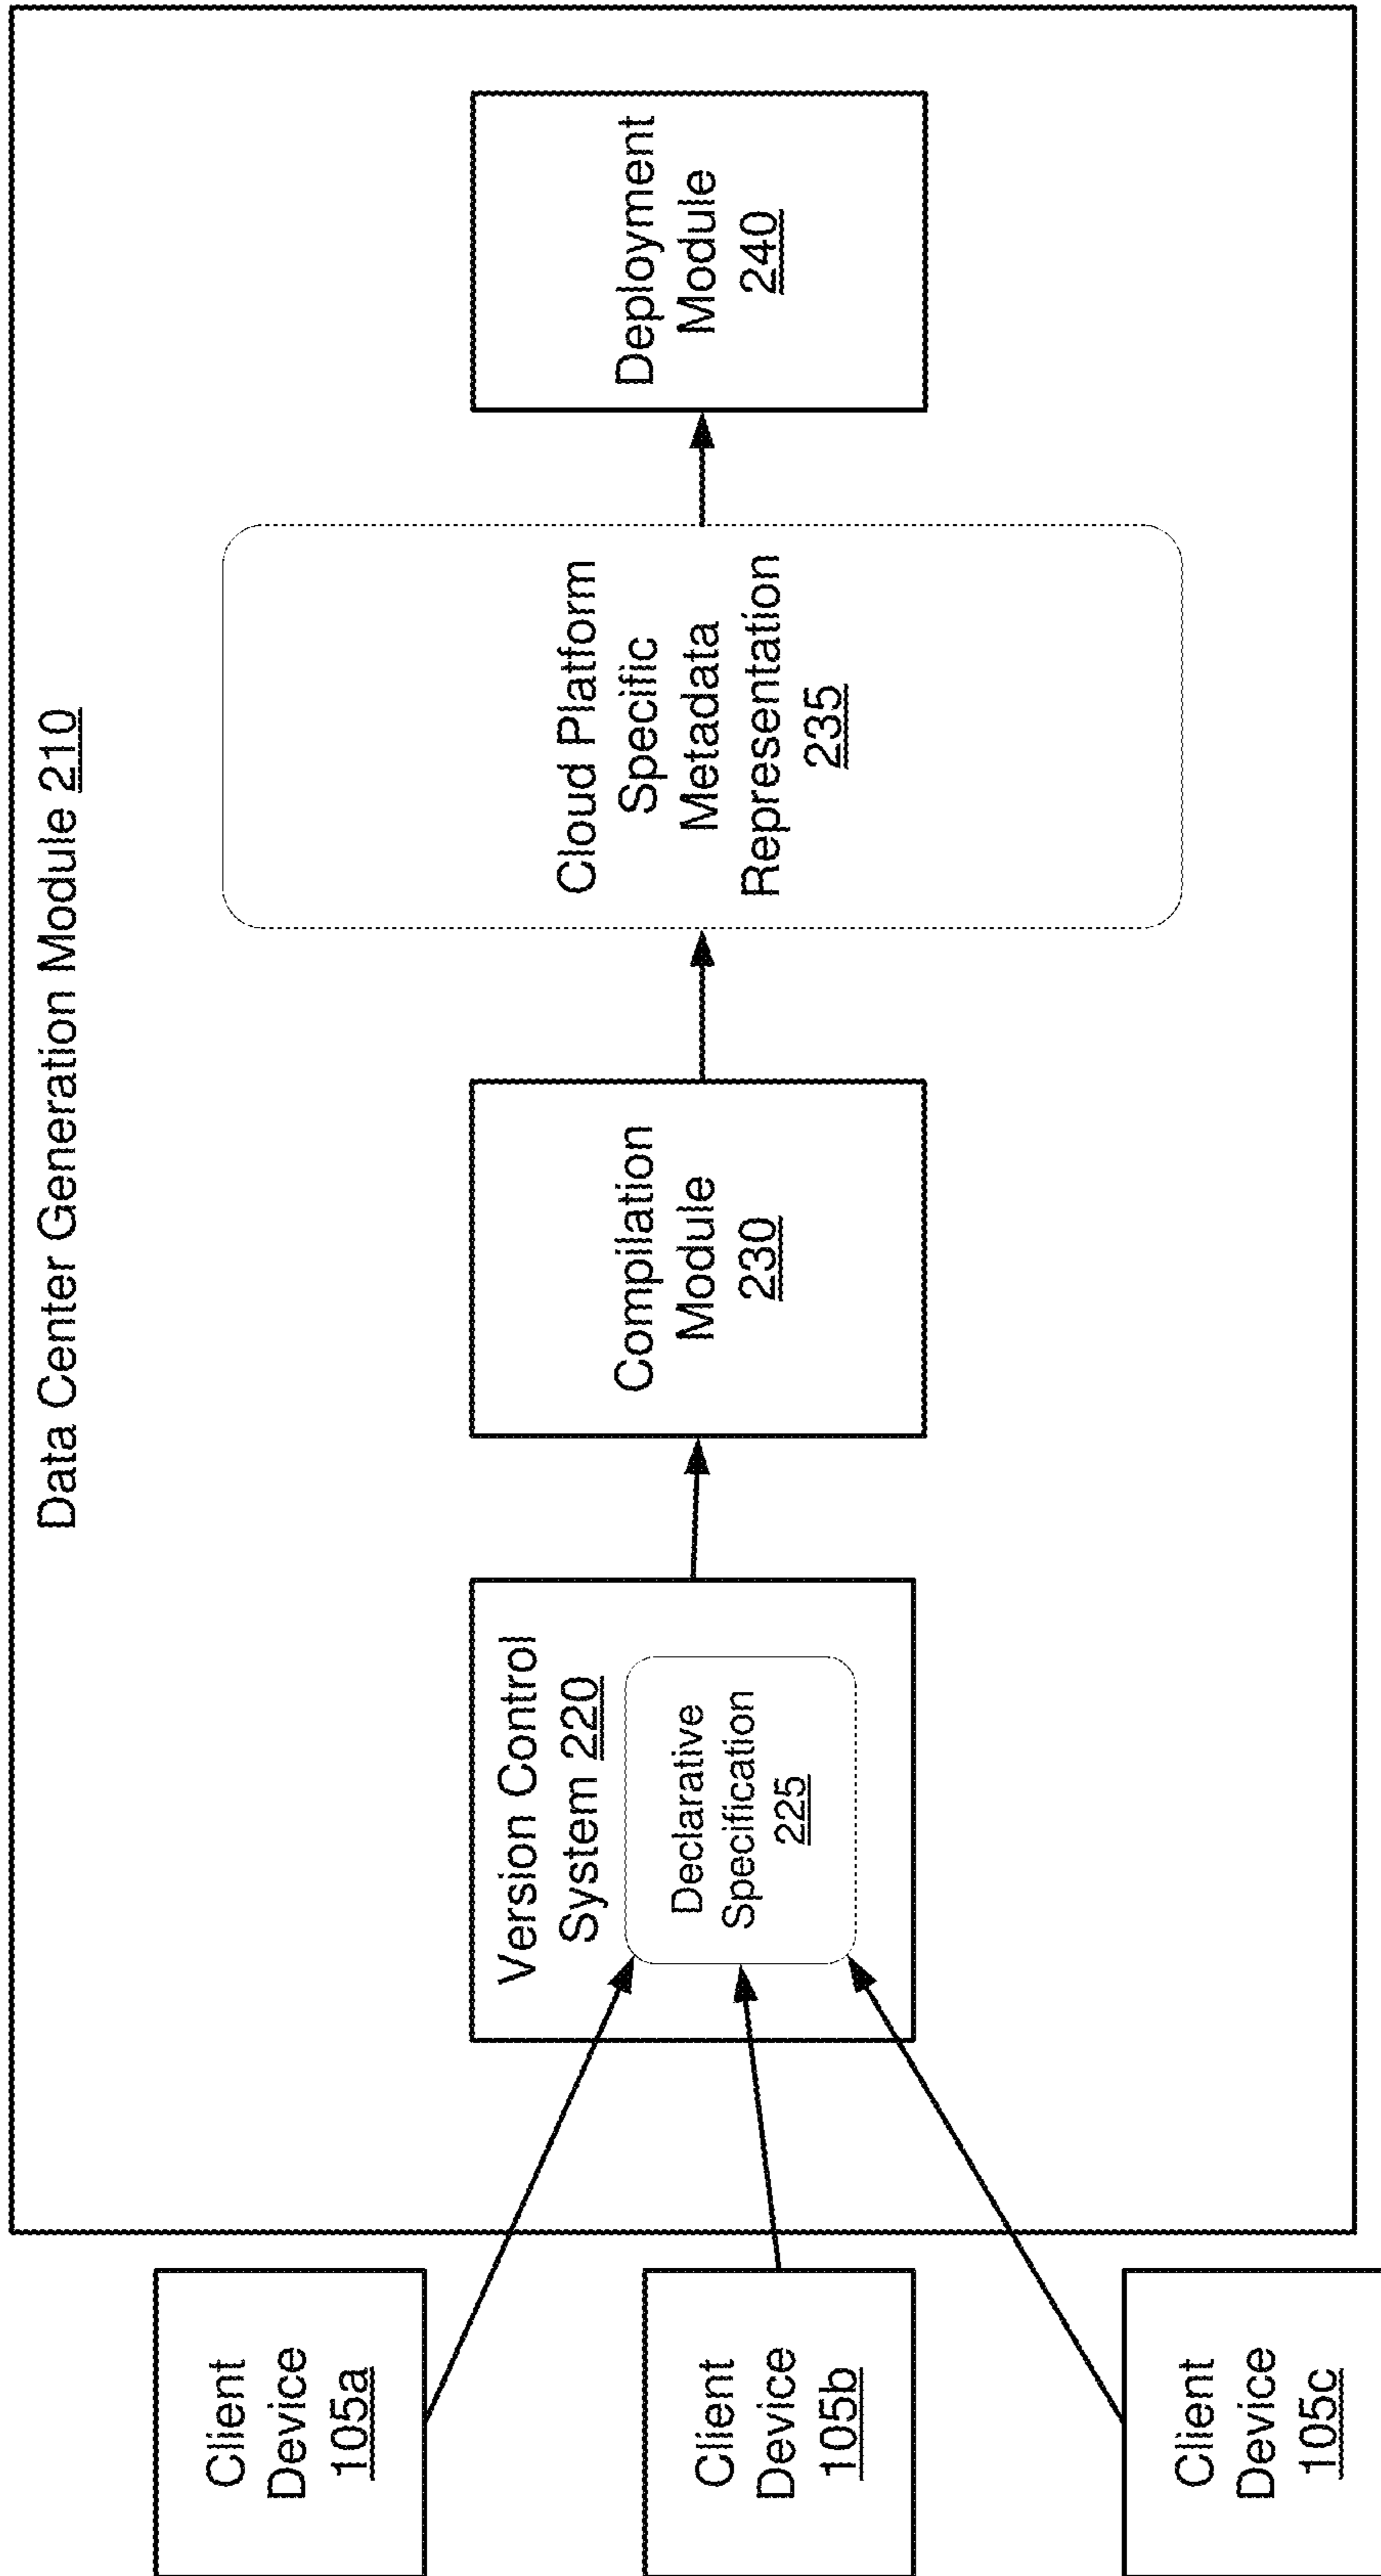 Data Center Generation Module 210
Client
Device
105a
Client
Device
105b
Client
Device
105c
Version Control
System 220
Declarative
Specification
225
Compilation
Module
230
Cloud Platform
Specific
Metadata
Representation
235
Deployment
Module
240